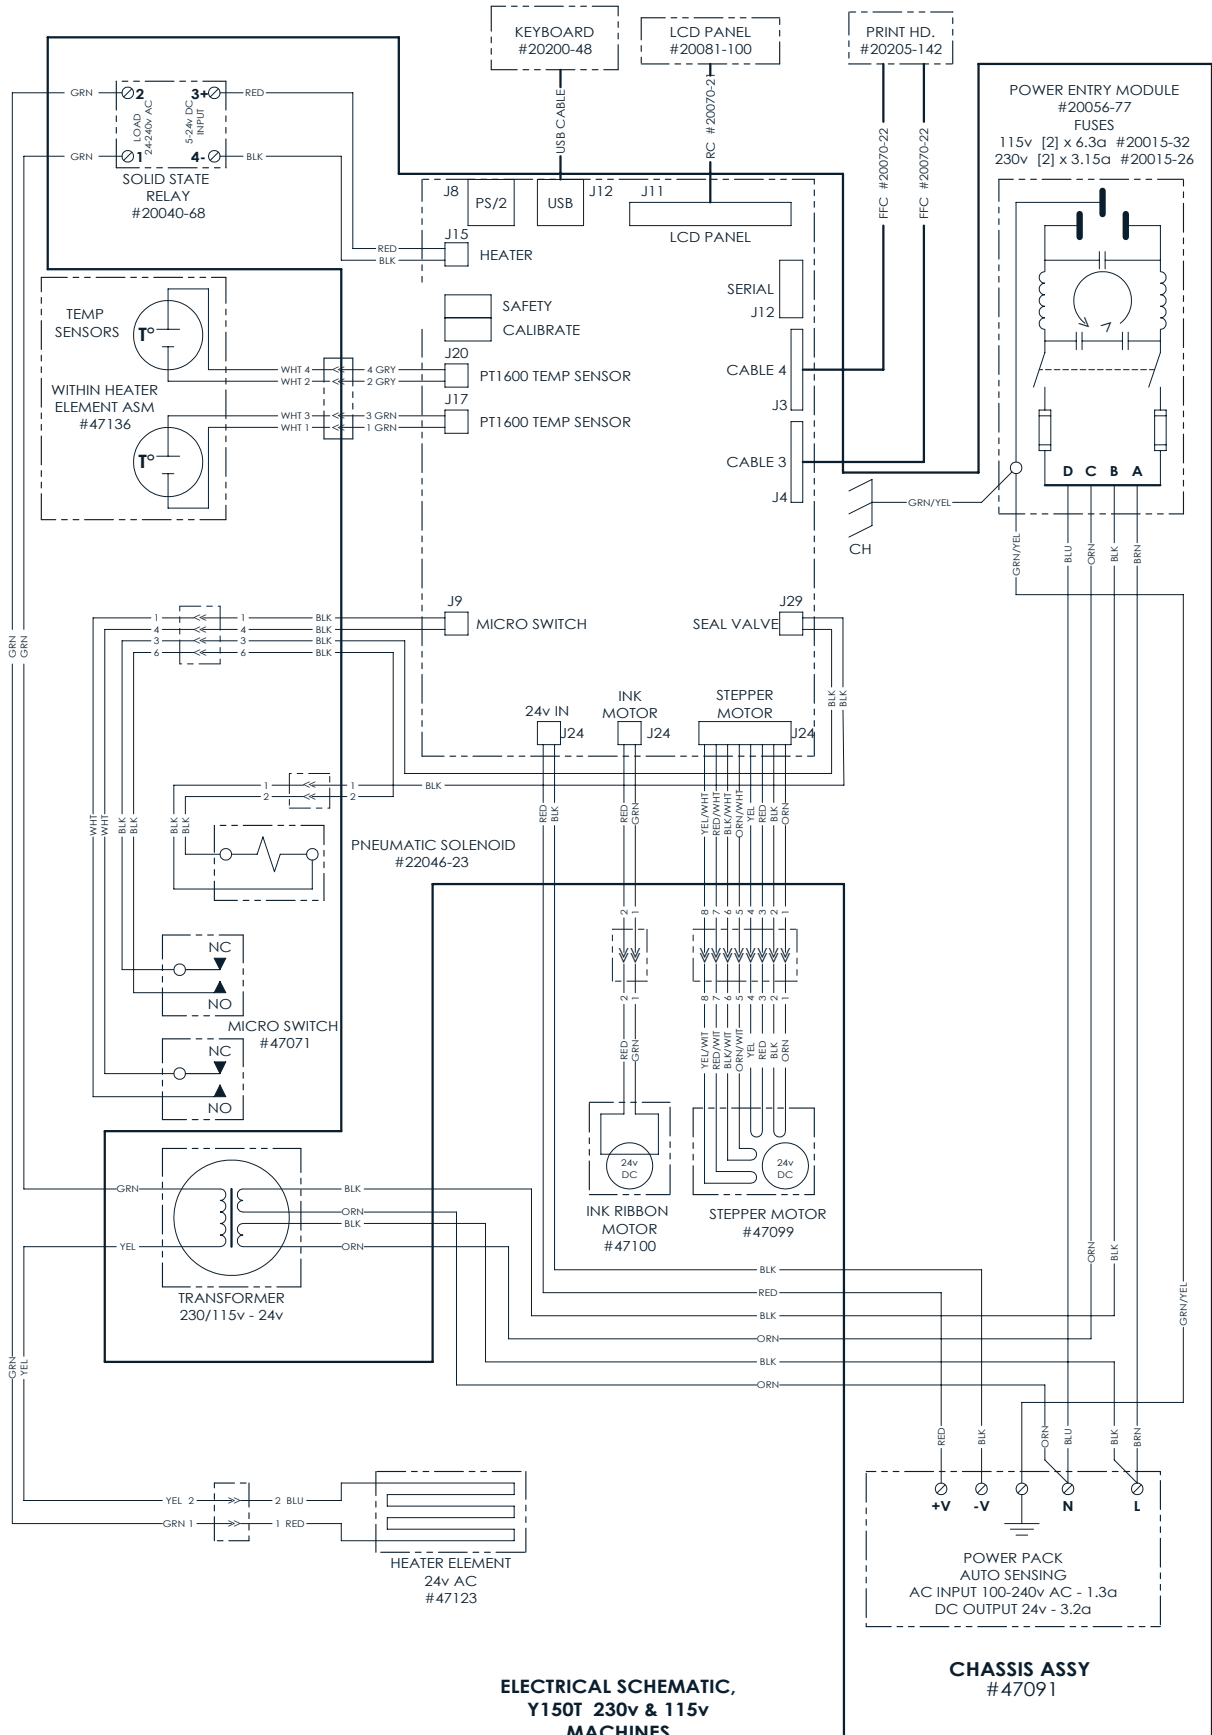 KEYBOARD
#20200-48
LCD PANEL
#20081-100
PRINT HD.
#20205-142
POWER ENTRY MODULE
#20056-77
FUSES
115v [2] x 6.3a #20015-32
230v [2] x 3.15a #20015-26
GRN
2
3+
RED
LOAD
24-240v AC
5-24v DC
INPUT
GRN
1
4-
BLK
SOLID STATE
RELAY
#20040-68
USB CABLE
RC #20070-21
FFC #20070-22
FFC #20070-22
J8
PS/2
USB
J12
J11
LCD PANEL
J15
RED
BLK
HEATER
SAFETY
CALIBRATE
SERIAL
J12
TEMP
SENSORS
T°
WITHIN HEATER
ELEMENT ASM
#47136
T°
WHT 4
4 GRY
WHT 2
2 GRY
J20
PT1600 TEMP SENSOR
WHT 3
3 GRN
WHT 1
1 GRN
J17
PT1600 TEMP SENSOR
CABLE 4
J3
CABLE 3
J4
D C B A
GRN/YEL
CH
GRN/YEL
BLU
ORN
BLK
BRN
GRN
GRN
1
1
BLK
4
4
BLK
3
3
BLK
6
6
BLK
J9
MICRO SWITCH
J29
SEAL VALVE
BLK
BLK
24v IN
J24
INK
MOTOR
J24
STEPPER
MOTOR
J24
1
1
BLK
2
2
WHT
WHT
BLK
BLK
BLK
BLK
PNEUMATIC SOLENOID
#22046-23
RED
BLK
RED
GRN
YEL/WHT
RED/WHT
BLK/WHT
ORN/WHT
YEL
RED
BLK
ORN
2
1
8
7
6
5
4
3
2
1
NC
NO
MICRO SWITCH
#47071
NC
NO
2
1
8
7
6
5
4
3
2
1
RED
GRN
YEL/WIT
RED/WIT
BLK/WIT
ORN/WIT
YEL
RED
BLK
ORN
24v
DC
INK RIBBON
MOTOR
#47100
24v
DC
STEPPER MOTOR
#47099
GRN
BLK
ORN
BLK
YEL
ORN
TRANSFORMER
230/115v - 24v
BLK
RED
BLK
ORN
BLK
ORN
ORN
BLK
GRN/YEL
GRN
YEL
RED
BLK
ORN
BLU
BLK
BRN
YEL 2
2 BLU
GRN 1
1 RED
HEATER ELEMENT
24v AC
#47123
+V
-V
N
L
POWER PACK
AUTO SENSING
AC INPUT 100-240v AC - 1.3a
DC OUTPUT 24v - 3.2a
CHASSIS ASSY
#47091
ELECTRICAL SCHEMATIC,
Y150T 230v & 115v
MACHINES